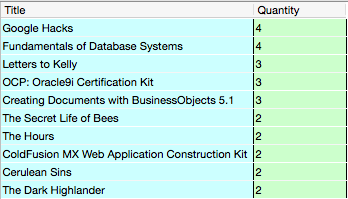 Title Quantity
Google Hacks 4
Fundamentals of Database Systems 4
Letters to Kelly 3
OCP: Oracle9i Certification Kit 3
Creating Documents with BusinessObjects 5.1 3
The Secret Life of Bees 2
The Hours 2
ColdFusion MX Web Application Construction Kit 2
Cerulean Sins 2
The Dark Highlander 2